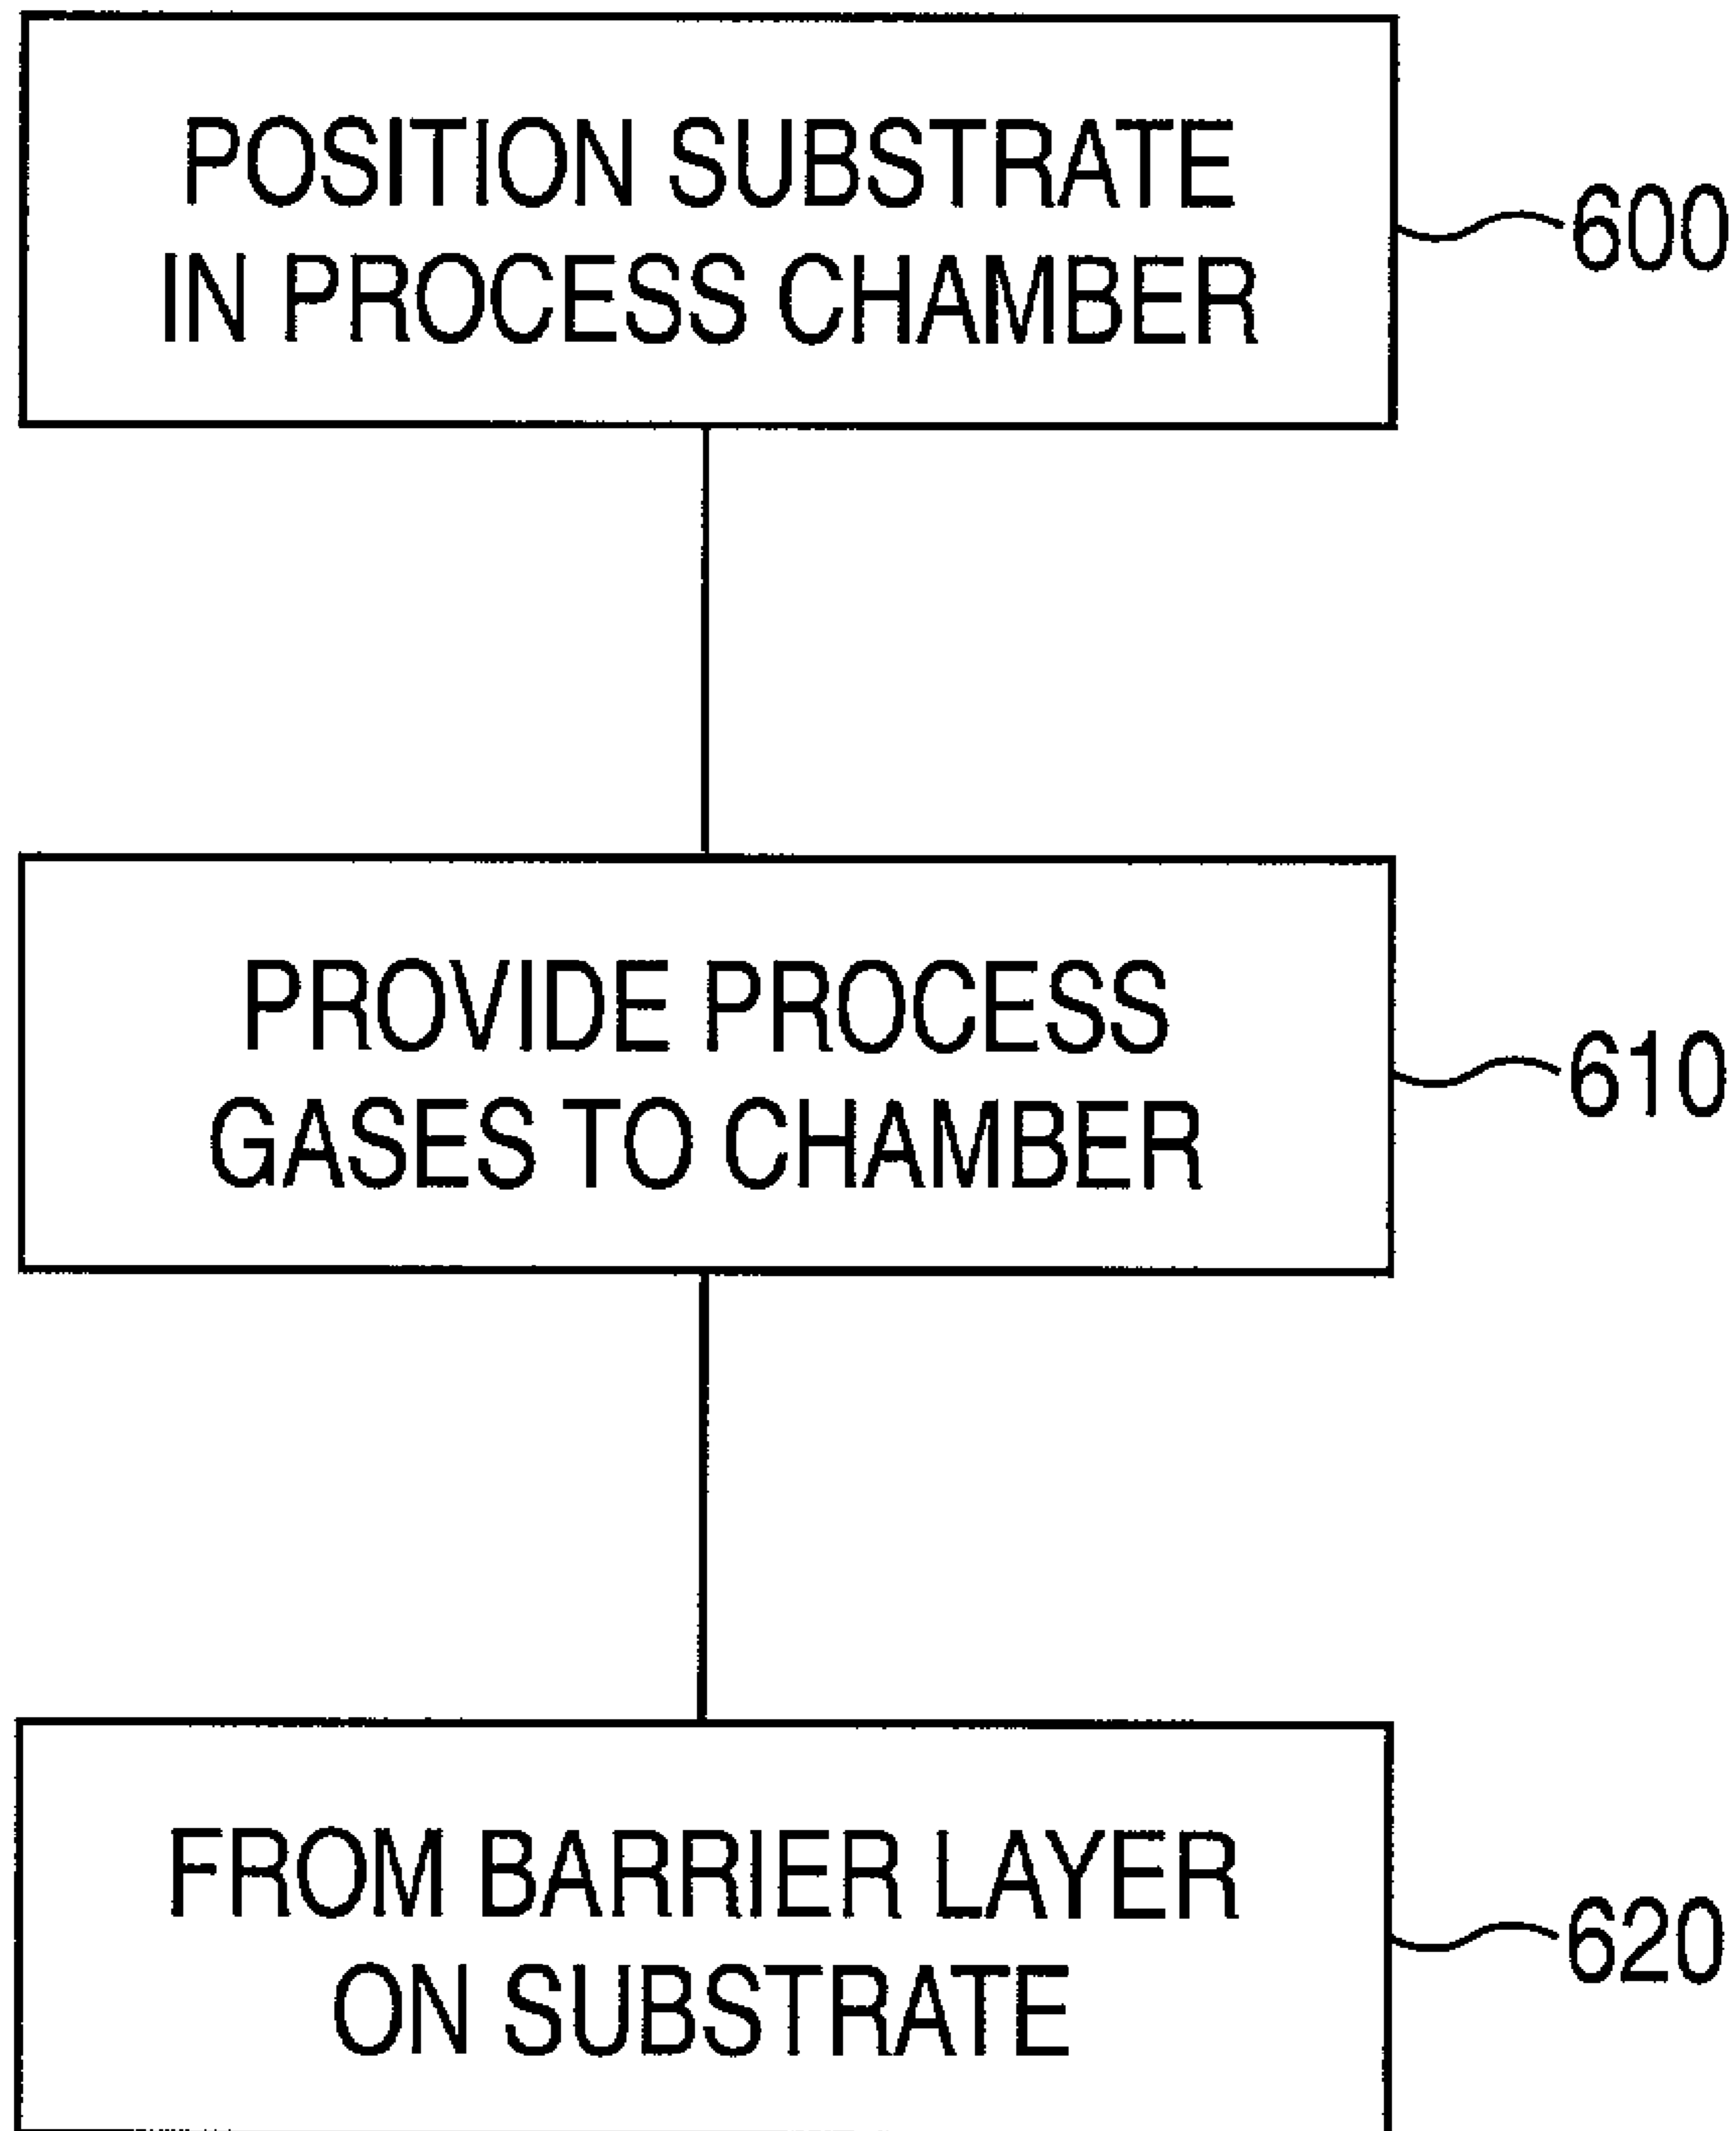 POSITION SUBSTRATE
IN PROCESS CHAMBER
600
PROVIDE PROCESS
GASES TO CHAMBER
610
FROM BARRIER LAYER
ON SUBSTRATE
620